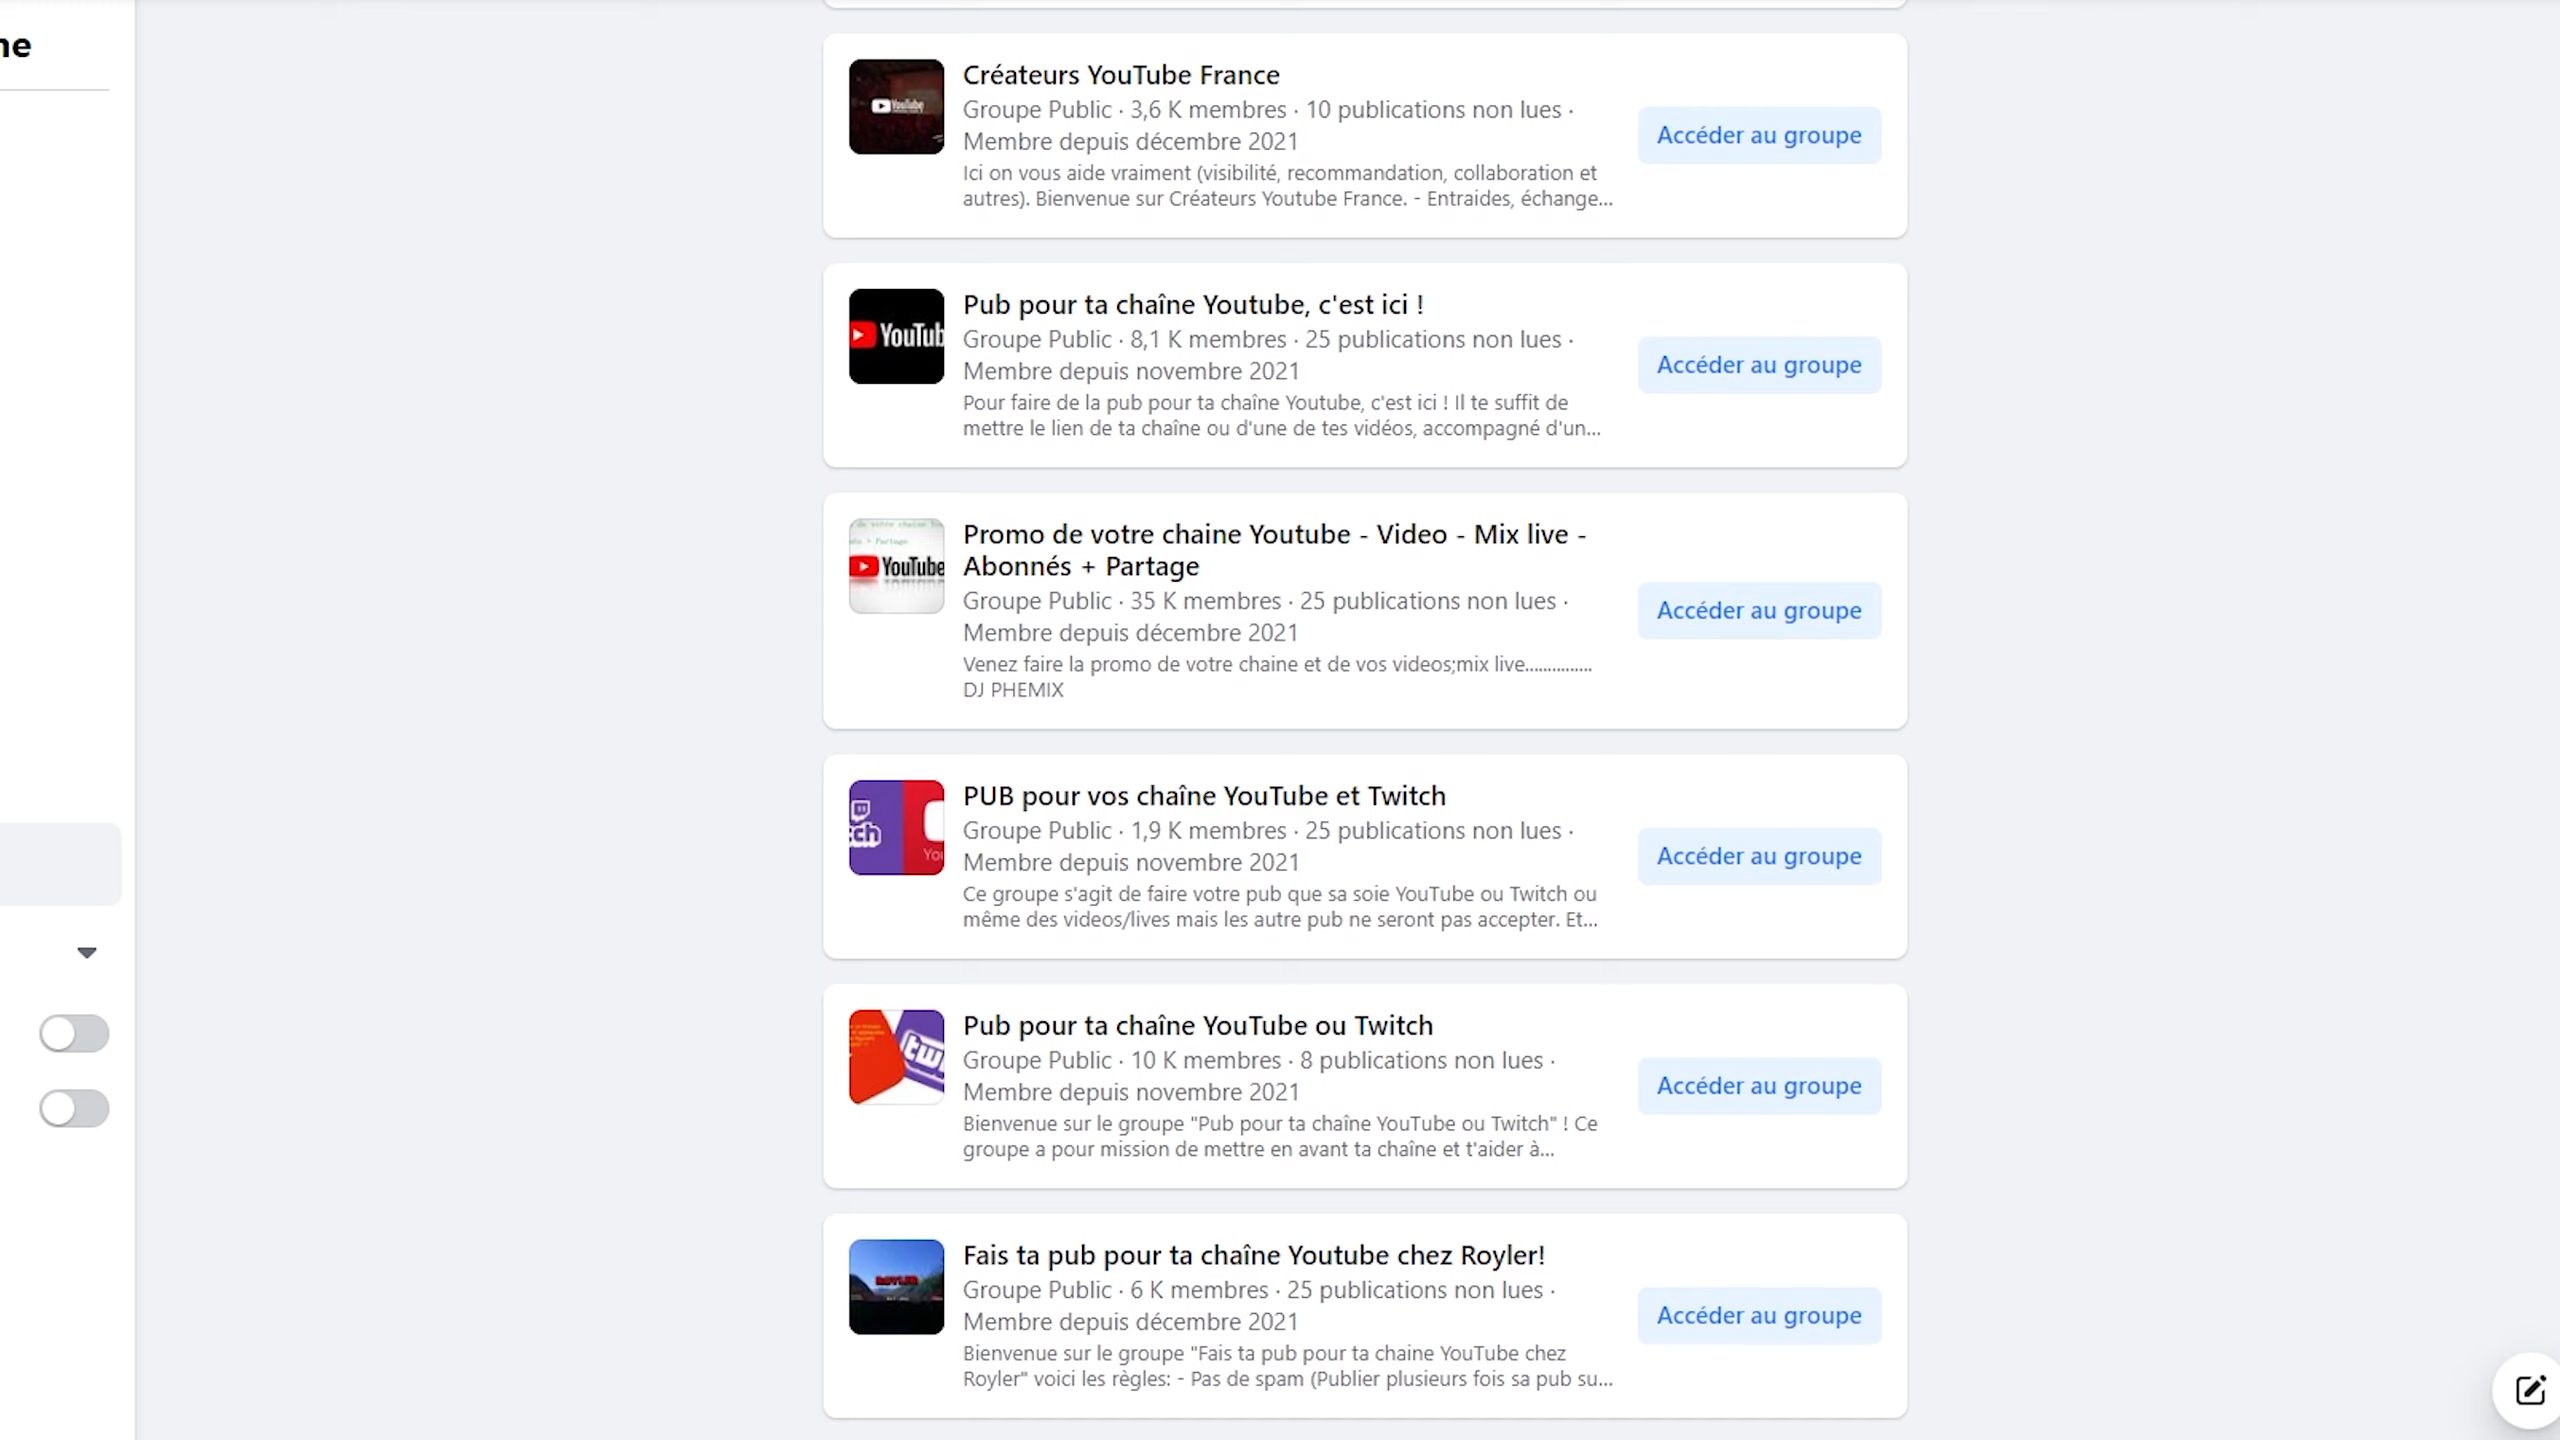 ne
Créateurs YouTube France
Groupe Public · 3,6 K membres · 10 publications non lues ·
Membre depuis décembre 2021
Ici on vous aide vraiment (visibilité, recommandation, collaboration et
autres). Bienvenue sur Créateurs Youtube France. - Entraides, échange...
Accéder au groupe
YouTube
Pub pour ta chaîne Youtube, c'est ici !
Groupe Public · 8,1 K membres · 25 publications non lues ·
Membre depuis novembre 2021
Pour faire de la pub pour ta chaîne Youtube, c'est ici ! Il te suffit de
mettre le lien de ta chaîne ou d'une de tes vidéos, accompagné d'un...
Accéder au groupe
YouTub
Promo de votre chaine Youtube - Video - Mix live -
Abonnés + Partage
Groupe Public · 35 K membres · 25 publications non lues ·
Membre depuis décembre 2021
Venez faire la promo de votre chaine et de vos videos;mix live...............
DJ PHEMIX
Accéder au groupe
YouTube
PUB pour vos chaîne YouTube et Twitch
Groupe Public · 1,9 K membres · 25 publications non lues ·
Membre depuis novembre 2021
Ce groupe s'agit de faire votre pub que sa soie YouTube ou Twitch ou
même des videos/lives mais les autre pub ne seront pas accepter. Et...
Accéder au groupe
ch
You
Pub pour ta chaîne YouTube ou Twitch
Groupe Public · 10 K membres · 8 publications non lues ·
Membre depuis novembre 2021
Bienvenue sur le groupe "Pub pour ta chaîne YouTube ou Twitch" ! Ce
groupe a pour mission de mettre en avant ta chaîne et t'aider à...
Accéder au groupe
tw
Fais ta pub pour ta chaîne Youtube chez Royler!
Groupe Public · 6 K membres · 25 publications non lues ·
Membre depuis décembre 2021
Bienvenue sur le groupe "Fais ta pub pour ta chaine YouTube chez
Royler" voici les règles: - Pas de spam (Publier plusieurs fois sa pub su...
Accéder au groupe
ROYLER